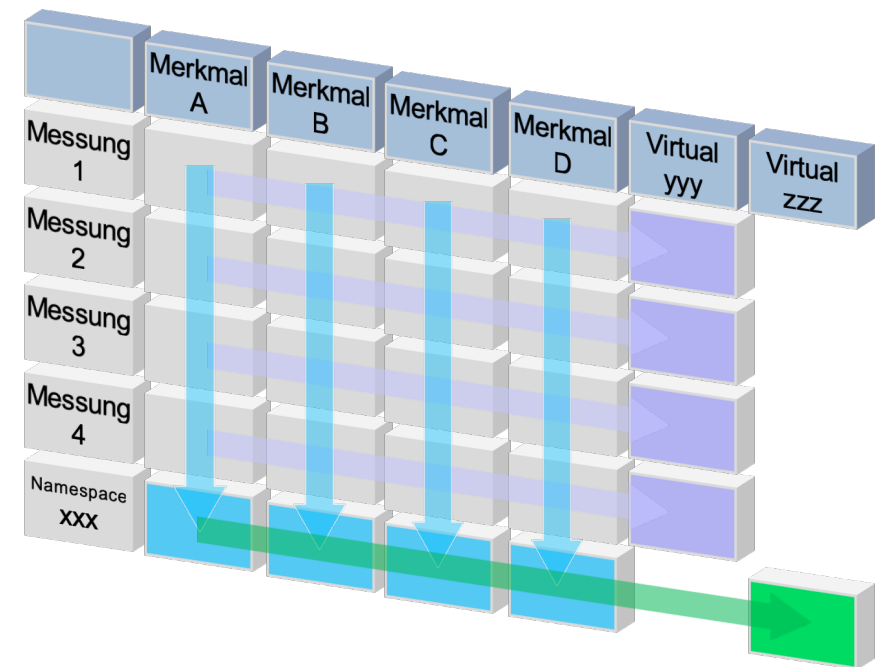 Merkmal
A
Merkmal
B
Merkmal
C
Merkmal
D
Virtual
yyy
Virtual
zzz
Messung
1
Messung
2
Messung
3
Messung
4
Namespace
xxx